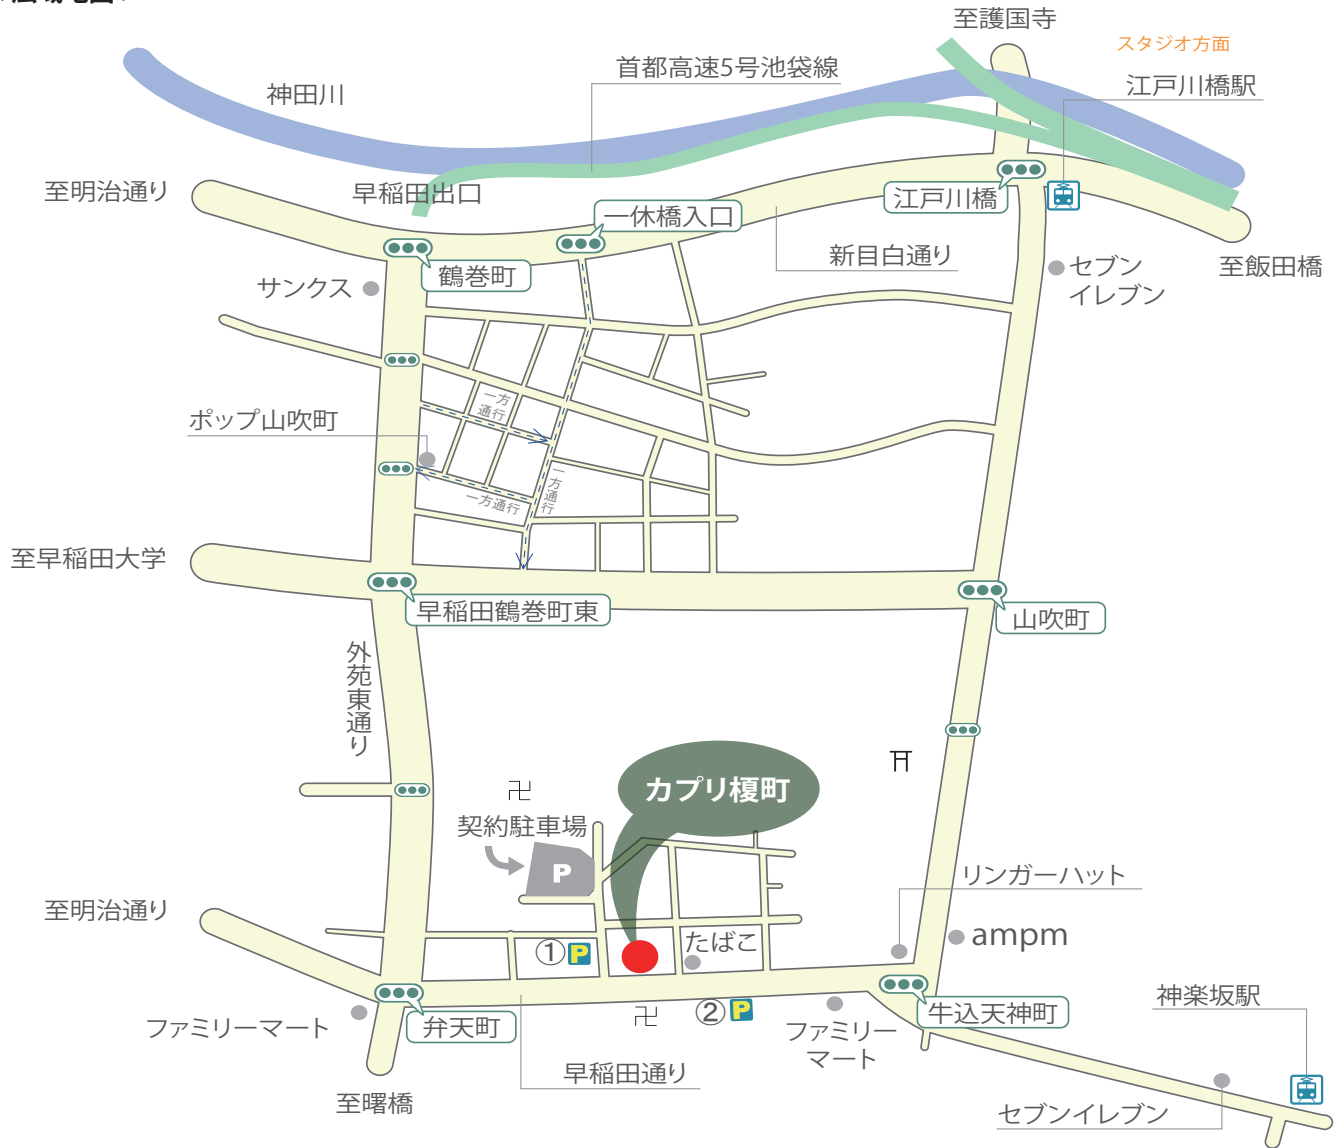 至護国寺
スタジオ方面
首都高速5号池袋線
江戸川橋駅
神田川
至明治通り
早稲田出口
江戸川橋
一休橋入口
新目白通り
鶴巻町
サンクス
セブン
イレブン
至飯田橋
一方
通行
ポップ山吹町
一方通行
一方通行
至早稲田大学
早稲田鶴巻町東
山吹町
外苑東通り
カプリ榎町
卍
契約駐車場
P
リンガーハット
至明治通り
ampm
たばこ
① P
卍
② P
神楽坂駅
ファミリーマート
弁天町
ファミリー
マート
牛込天神町
早稲田通り
至曙橋
セブンイレブン